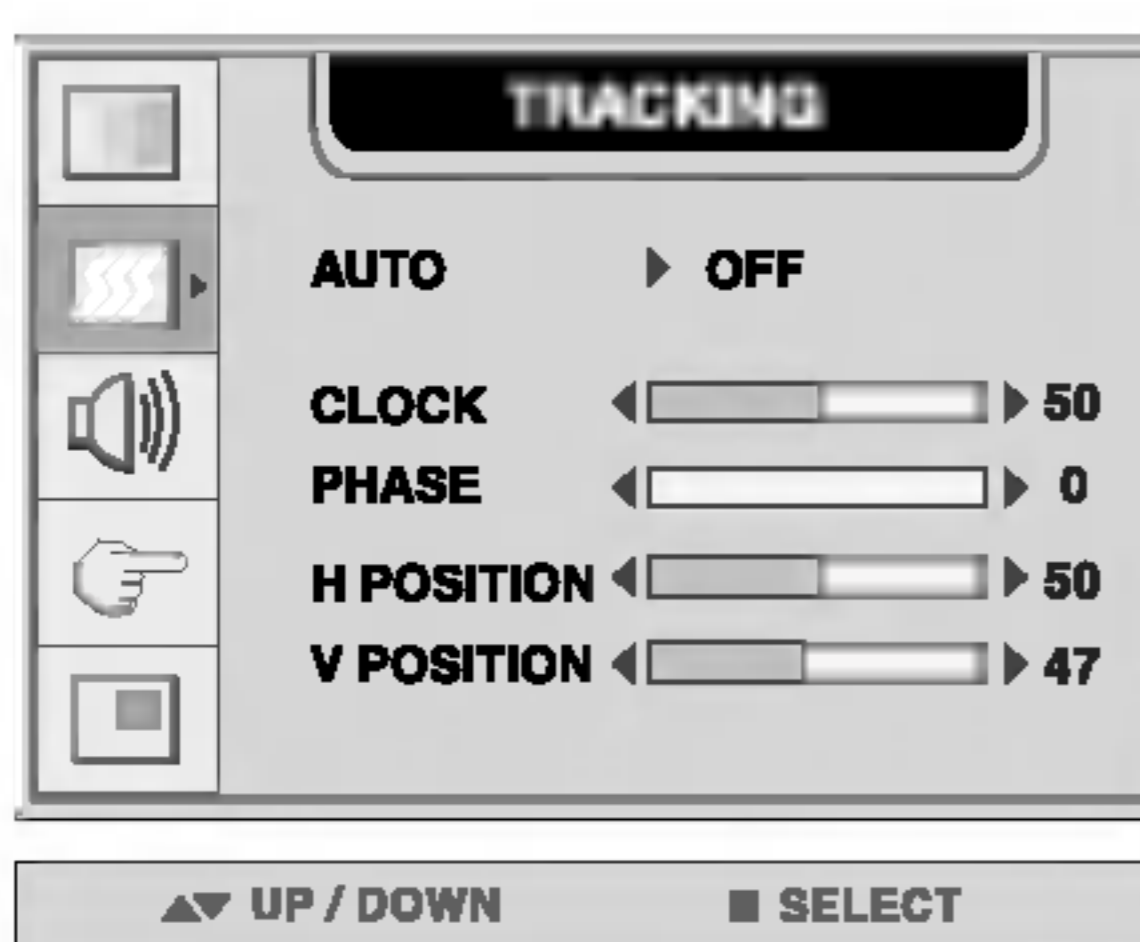 TRACKING
AUTO ▶ OFF
CLOCK ◀ ▶ 50
PHASE ◀ ▶ 0
H POSITION ◀ ▶ 50
V POSITION ◀ ▶ 47
▲▼ UP / DOWN ■ SELECT